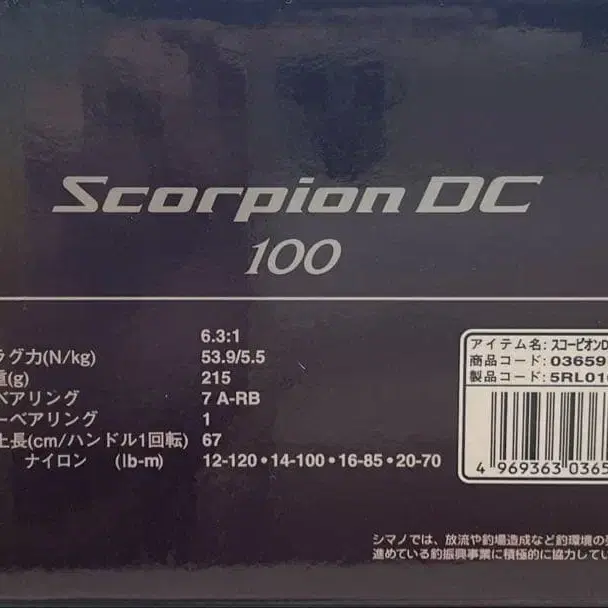 Scorpion DC
100
6.3:1
ラグ力(N/kg) 53.9/5.5
重(g) 215
ベアリング 7 A-RB
ーベアリング 1
上長(cm/ハンドル1回転) 67
ナイロン (lb-m) 12-120•14-100•16-85•20-70
アイテム名: スコーピオンD
商品コード: 03659
製品コード: 5RL01
4 969363 0365
シマノでは、放流や釣場造成など釣環境の
進めている釣振興事業に積極的に協力してい